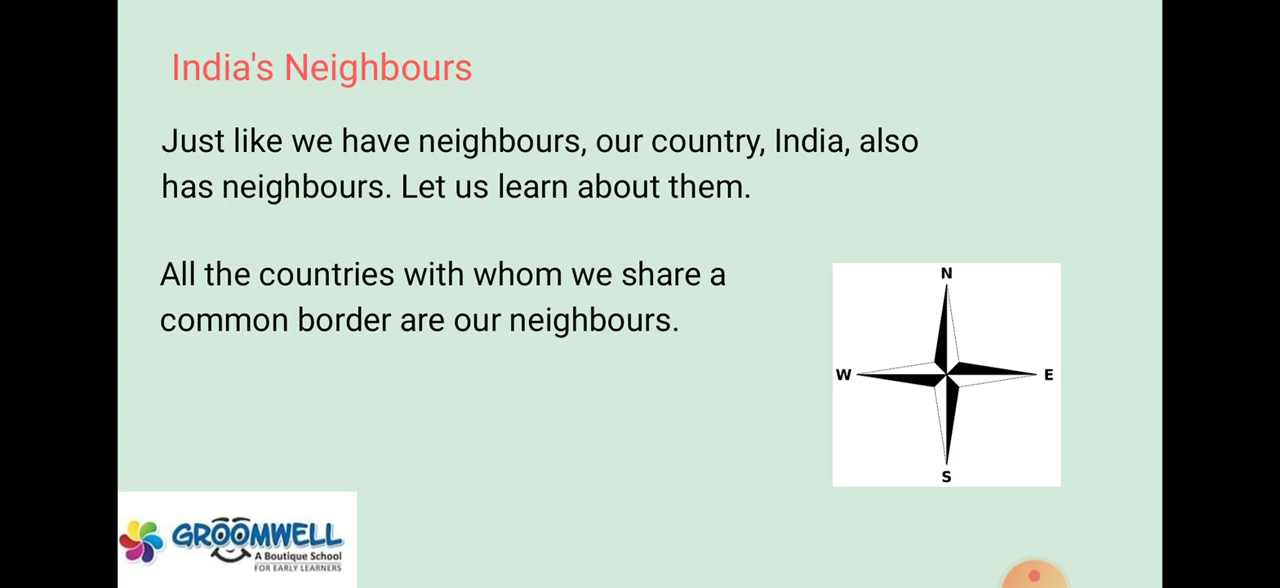 India's Neighbours
Just like we have neighbours, our country, India, also
has neighbours. Let us learn about them.
All the countries with whom we share a
common border are our neighbours.
N
W
E
S
GROOMWELL
A Boutique School
FOR EARLY LEARNERS